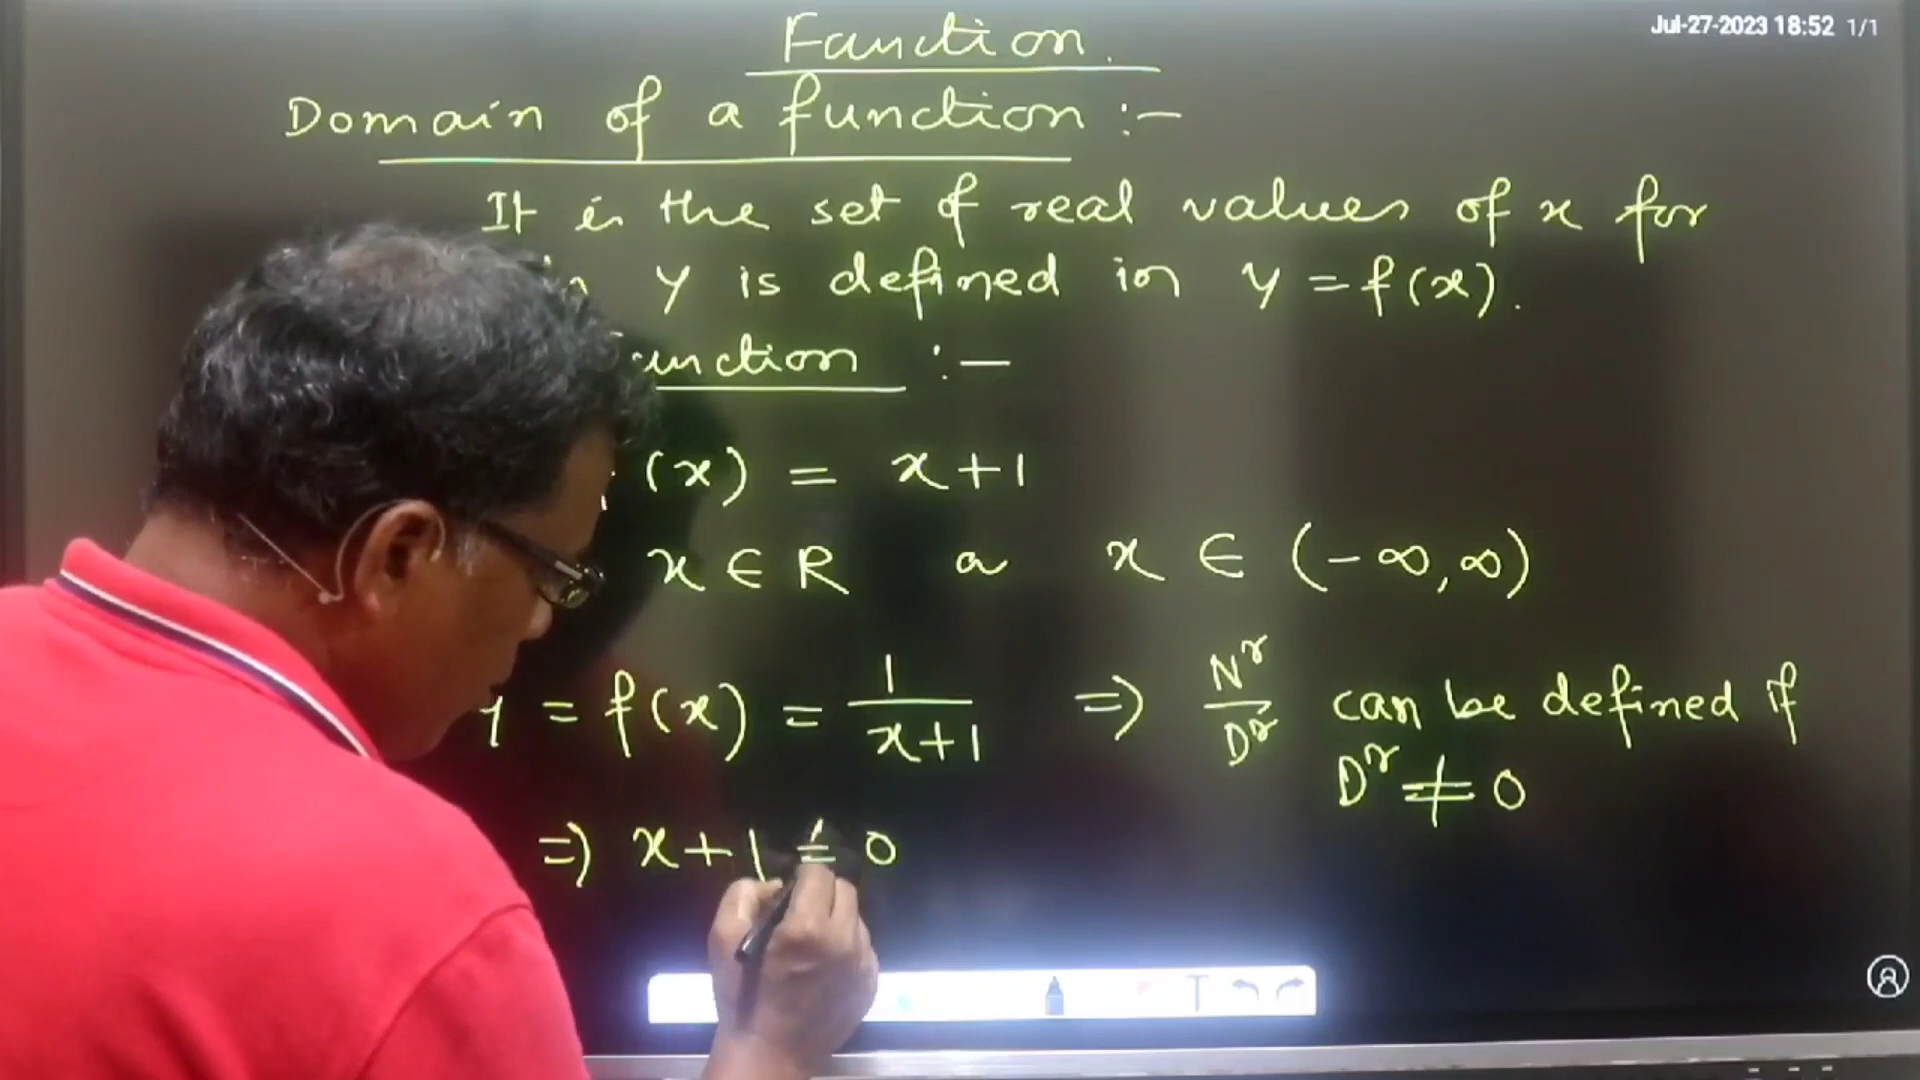 Jul-27-2023 18:52 1/1
Function.
Domain of a function :-
It is the set of real values of x for
y is defined in y = f(x).
unction :-
(x) = x+1
x ∈ R or x ∈ (-∞, ∞)
y = f(x) = 1/(x+1) => Nʳ/Dʳ can be defined if
Dʳ ≠ 0
=> x+1 ≠ 0
T